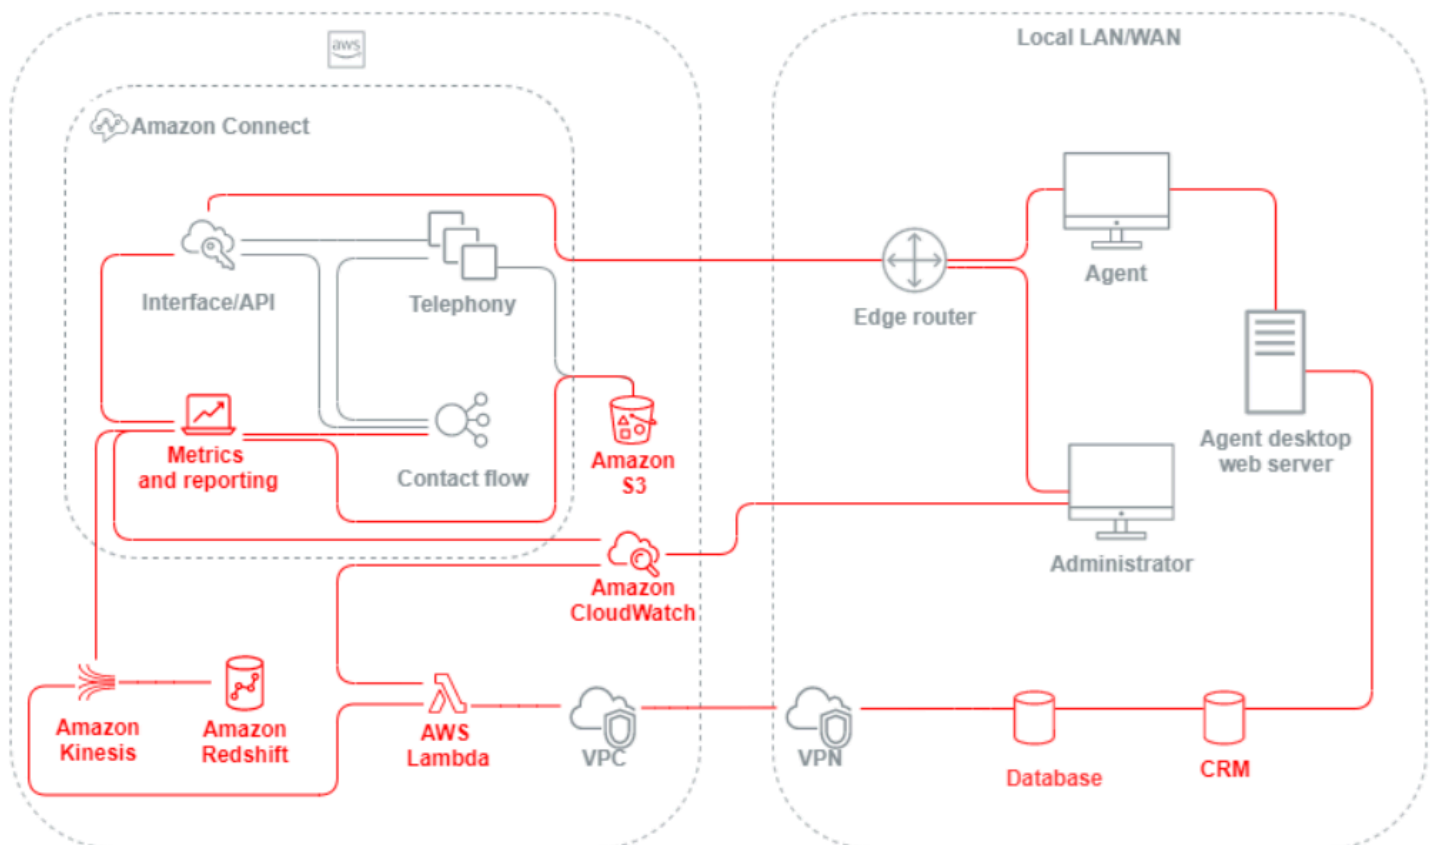 aws
Local LAN/WAN
Amazon Connect
Interface/API
Telephony
Edge router
Agent
Metrics
and reporting
Contact flow
Amazon
S3
Agent desktop
web server
Amazon
CloudWatch
Administrator
Amazon
Kinesis
Amazon
Redshift
AWS
Lambda
VPC
VPN
Database
CRM